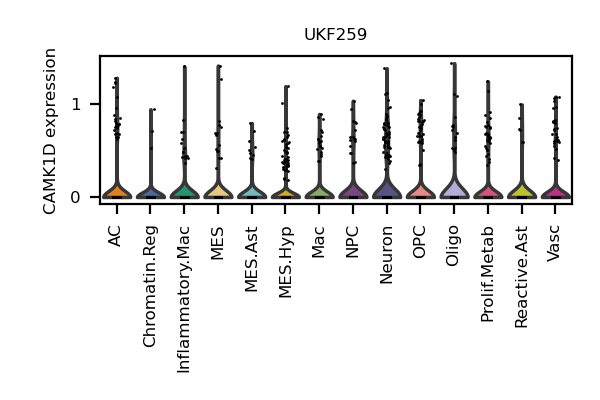 UKF259
CAMK1D expression
1
0
AC
Chromatin.Reg
Inflammatory.Mac
MES
MES.Ast
MES.Hyp
Mac
NPC
Neuron
OPC
Oligo
Prolif.Metab
Reactive.Ast
Vasc